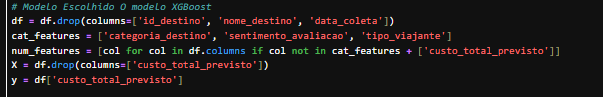 # Modelo Escolhido O modelo XGBoost
df = df.drop(columns=['id_destino', 'nome_destino', 'data_coleta'])
cat_features = ['categoria_destino', 'sentimento_avaliacao', 'tipo_viajante']
num_features = [col for col in df.columns if col not in cat_features + ['custo_total_previsto']]
X = df.drop(columns=['custo_total_previsto'])
y = df['custo_total_previsto']